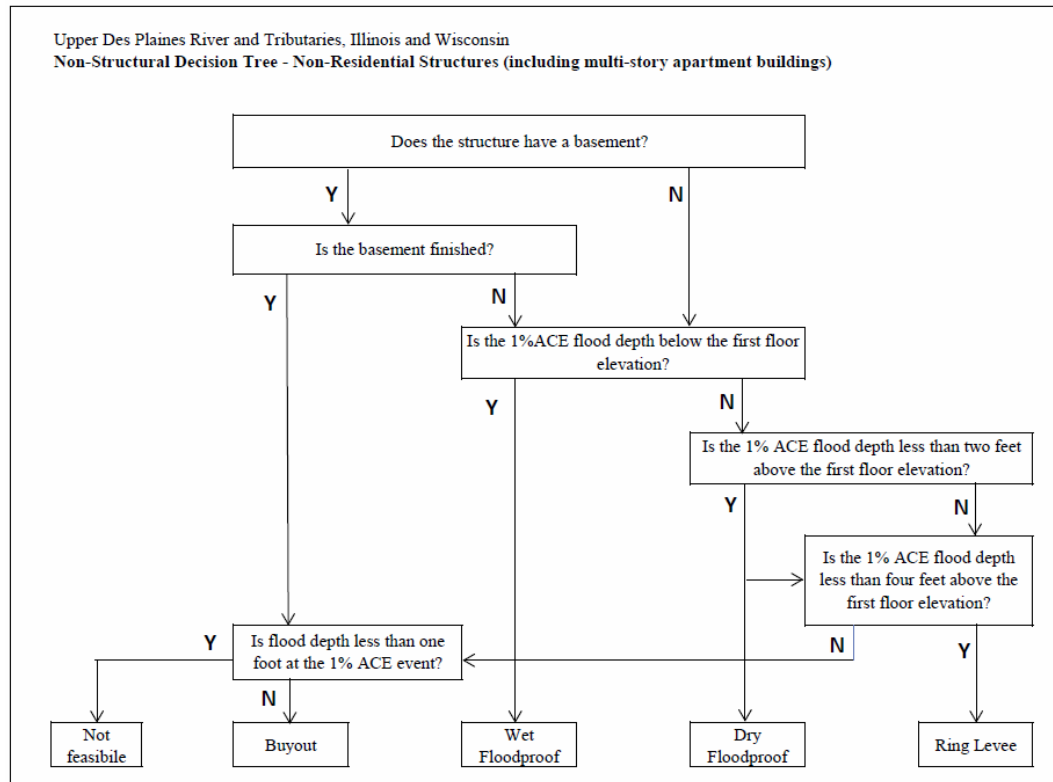 Upper Des Plaines River and Tributaries, Illinois and Wisconsin
Non-Structural Decision Tree - Non-Residential Structures (including multi-story apartment buildings)
Does the structure have a basement?
Y
N
Is the basement finished?
Y
N
Is the 1%ACE flood depth below the first floor
elevation?
Y
N
Is the 1% ACE flood depth less than two feet
above the first floor elevation?
Y
N
Is the 1% ACE flood depth
less than four feet above the
first floor elevation?
Y
Is flood depth less than one
foot at the 1% ACE event?
N
Y
N
Not
feasibile
Buyout
Wet
Floodproof
Dry
Floodproof
Ring Levee